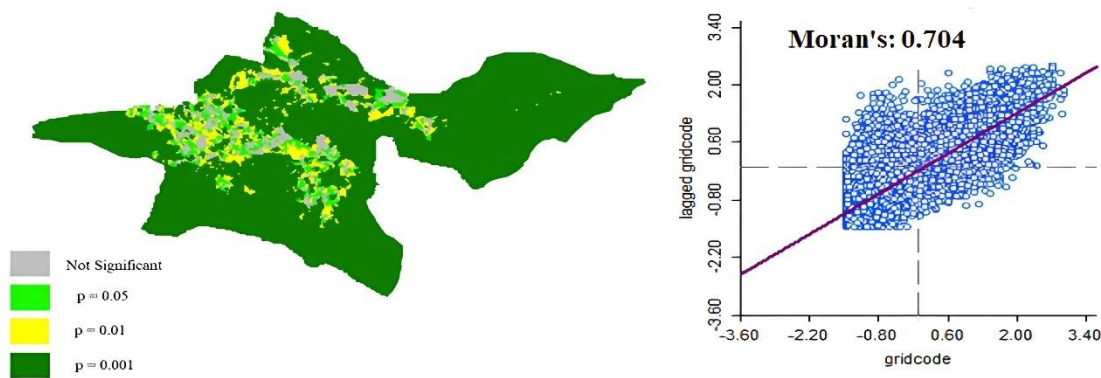 Not Significant
p = 0.05
p = 0.01
p = 0.001
Moran's: 0.704
lagged gridcode
3.40
2.00
0.60
-0.80
-2.20
-3.60
-3.60 -2.20 -0.80 0.60 2.00 3.40
gridcode